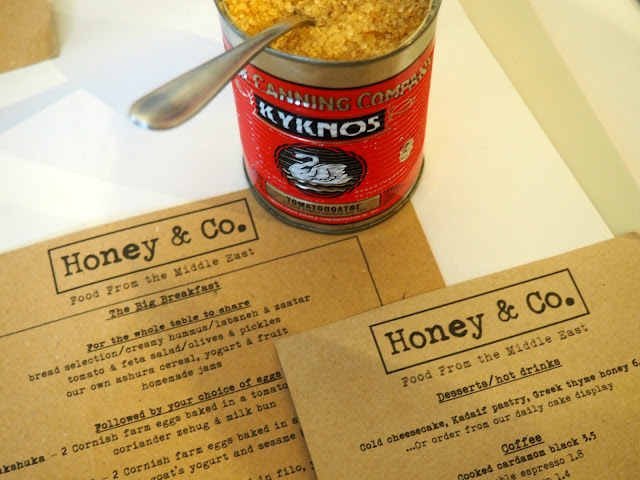 & CANNING COMPANY
KYKNOS
ΤΟΜΑΤΟΠΟΛΤΟΣ
Honey & Co.
Food From the Middle East
The Big Breakfast
For the whole table to share
bread selection/creamy hummus/labaneh & zaatar
tomato & feta salad/olives & pickles
our own ashura cereal, yogurt & fruit
homemade jams
Followed by your choice of eggs
akshuka - 2 Cornish farm eggs baked in a tomato
coriander zehug & milk bun
- 2 Cornish farm eggs baked in s
goat's yogurt and sesame
in filo,
Honey & Co.
Food From the Middle East
Desserts/hot drinks
Cold cheesecake, Kadaif pastry, Greek thyme honey 6.
...Or order from our daily cake display
Coffee
Cooked cardamom black 3.5
ble espresso 1.8
1.4